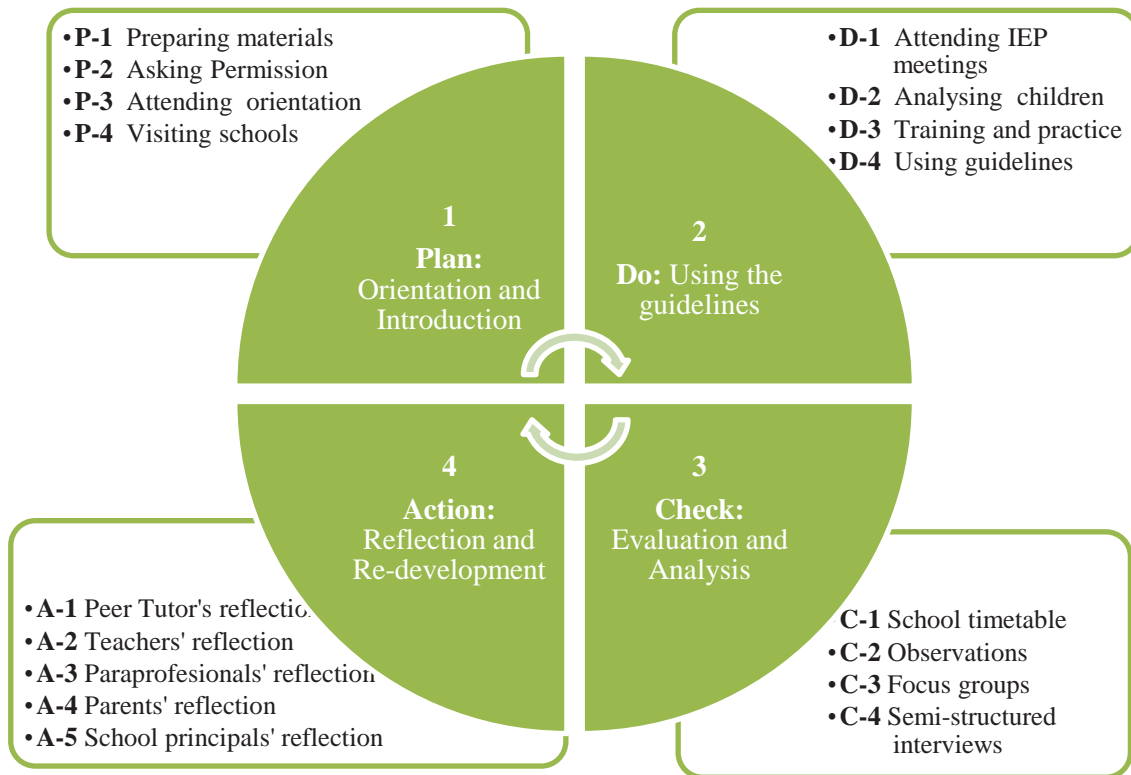 •P-1 Preparing materials
•P-2 Asking Permission
•P-3 Attending orientation
•P-4 Visiting schools
•D-1 Attending IEP
meetings
•D-2 Analysing children
•D-3 Training and practice
•D-4 Using guidelines
1
Plan:
Orientation and
Introduction
2
Do: Using the
guidelines
4
Action:
Reflection and
Re-development
3
Check:
Evaluation and
Analysis
•A-1 Peer Tutor's reflection
•A-2 Teachers' reflection
•A-3 Paraprofesionals' reflection
•A-4 Parents' reflection
•A-5 School principals' reflection
•C-1 School timetable
•C-2 Observations
•C-3 Focus groups
•C-4 Semi-structured
interviews